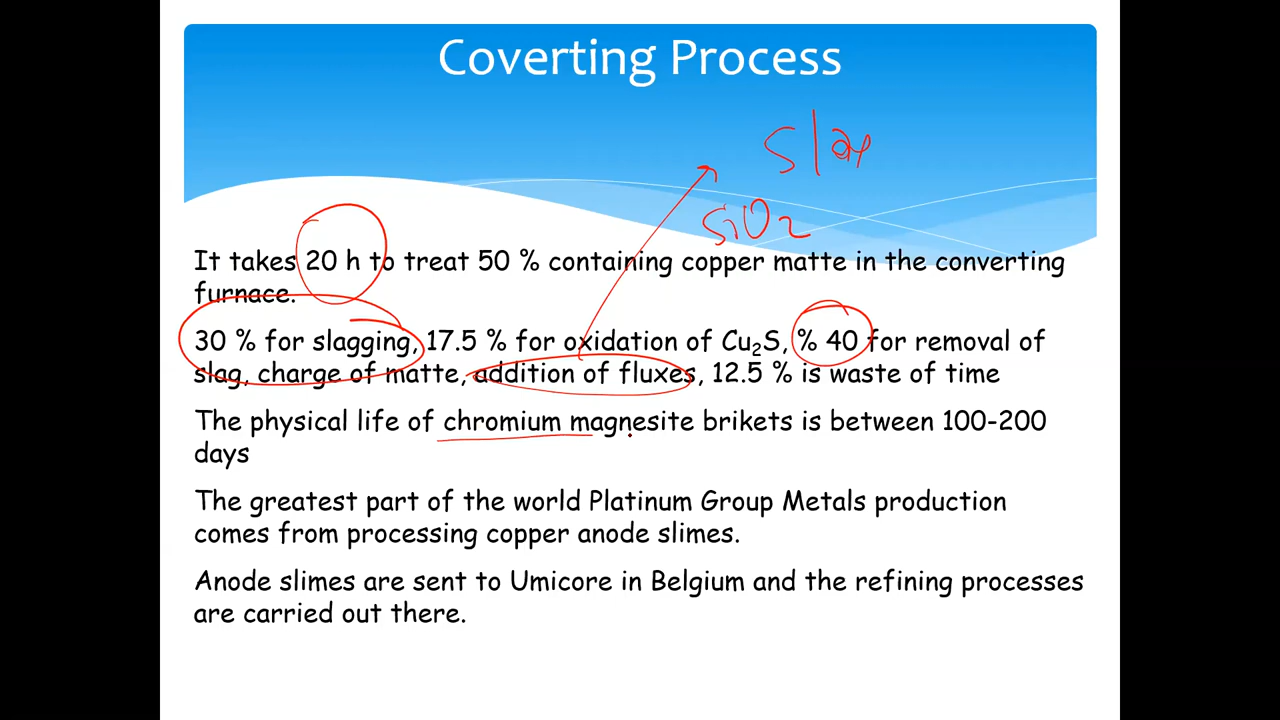 Coverting Process
Slag
SiO2
It takes 20 h to treat 50 % containing copper matte in the converting
furnace.
30 % for slagging, 17.5 % for oxidation of Cu₂S, % 40 for removal of
slag, charge of matte, addition of fluxes, 12.5 % is waste of time
The physical life of chromium magnesite brikets is between 100-200
days
The greatest part of the world Platinum Group Metals production
comes from processing copper anode slimes.
Anode slimes are sent to Umicore in Belgium and the refining processes
are carried out there.